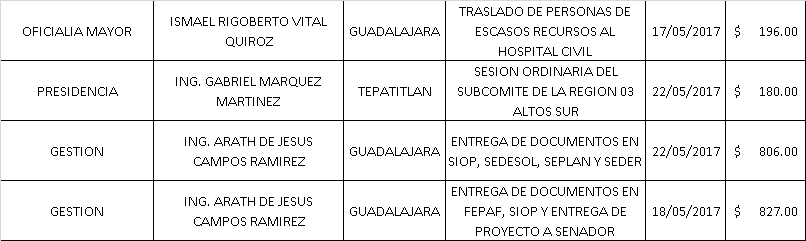 OFICIALIA MAYOR ISMAEL RIGOBERTO VITAL QUIROZ GUADALAJARA TRASLADO DE PERSONAS DE ESCASOS RECURSOS AL HOSPITAL CIVIL 17/05/2017 $ 196.00
PRESIDENCIA ING. GABRIEL MARQUEZ MARTINEZ TEPATITLAN SESION ORDINARIA DEL SUBCOMITE DE LA REGION 03 ALTOS SUR 22/05/2017 $ 180.00
GESTION ING. ARATH DE JESUS CAMPOS RAMIREZ GUADALAJARA ENTREGA DE DOCUMENTOS EN SIOP, SEDESOL, SEPLAN Y SEDER 22/05/2017 $ 806.00
GESTION ING. ARATH DE JESUS CAMPOS RAMIREZ GUADALAJARA ENTREGA DE DOCUMENTOS EN FEPAF, SIOP Y ENTREGA DE PROYECTO A SENADOR 18/05/2017 $ 827.00